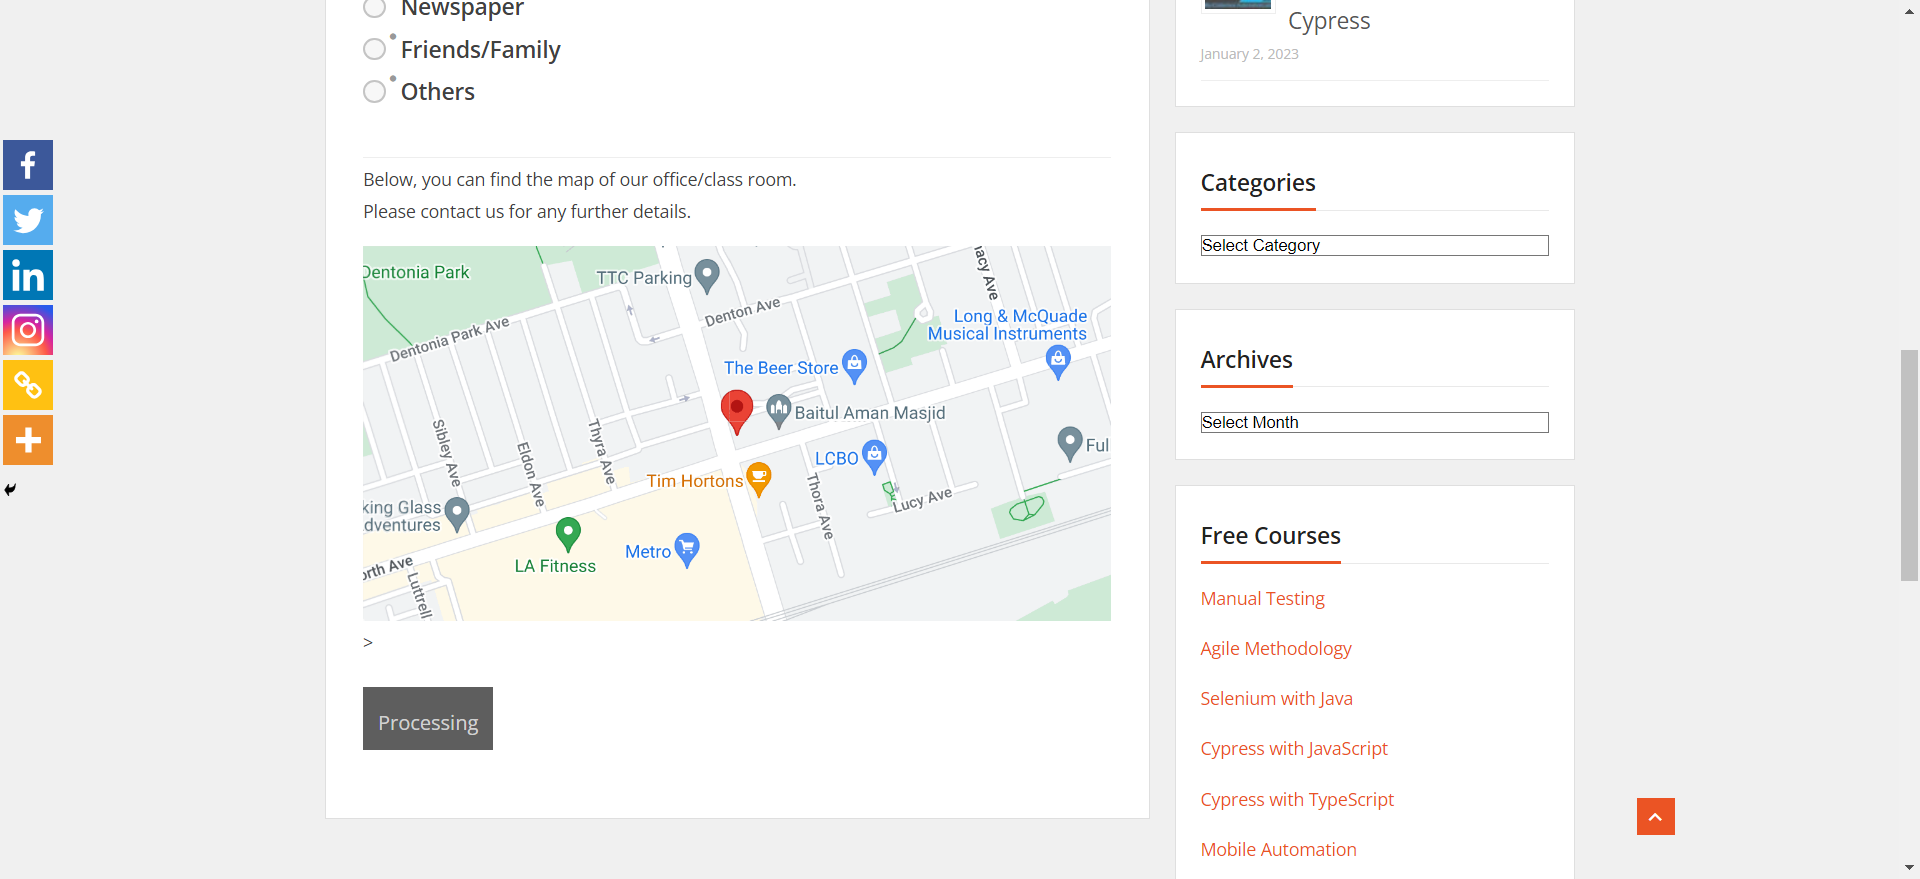 Newspaper
Friends/Family
Others
Below, you can find the map of our office/class room.
Please contact us for any further details.
Dentonia Park
TTC Parking
Denton Ave
Dentonia Park Ave
Long & McQuade
Musical Instruments
The Beer Store
Baitul Aman Masjid
Sibley Ave
Eldon Ave
Thyra Ave
LCBO
Ful
Tim Hortons
Thora Ave
Lucy Ave
king Glass
dventures
LA Fitness
Metro
orth Ave
Luttrell
acy Ave
>
Processing
Cypress
January 2, 2023
Categories
Select Category
Archives
Select Month
Free Courses
Manual Testing
Agile Methodology
Selenium with Java
Cypress with JavaScript
Cypress with TypeScript
Mobile Automation